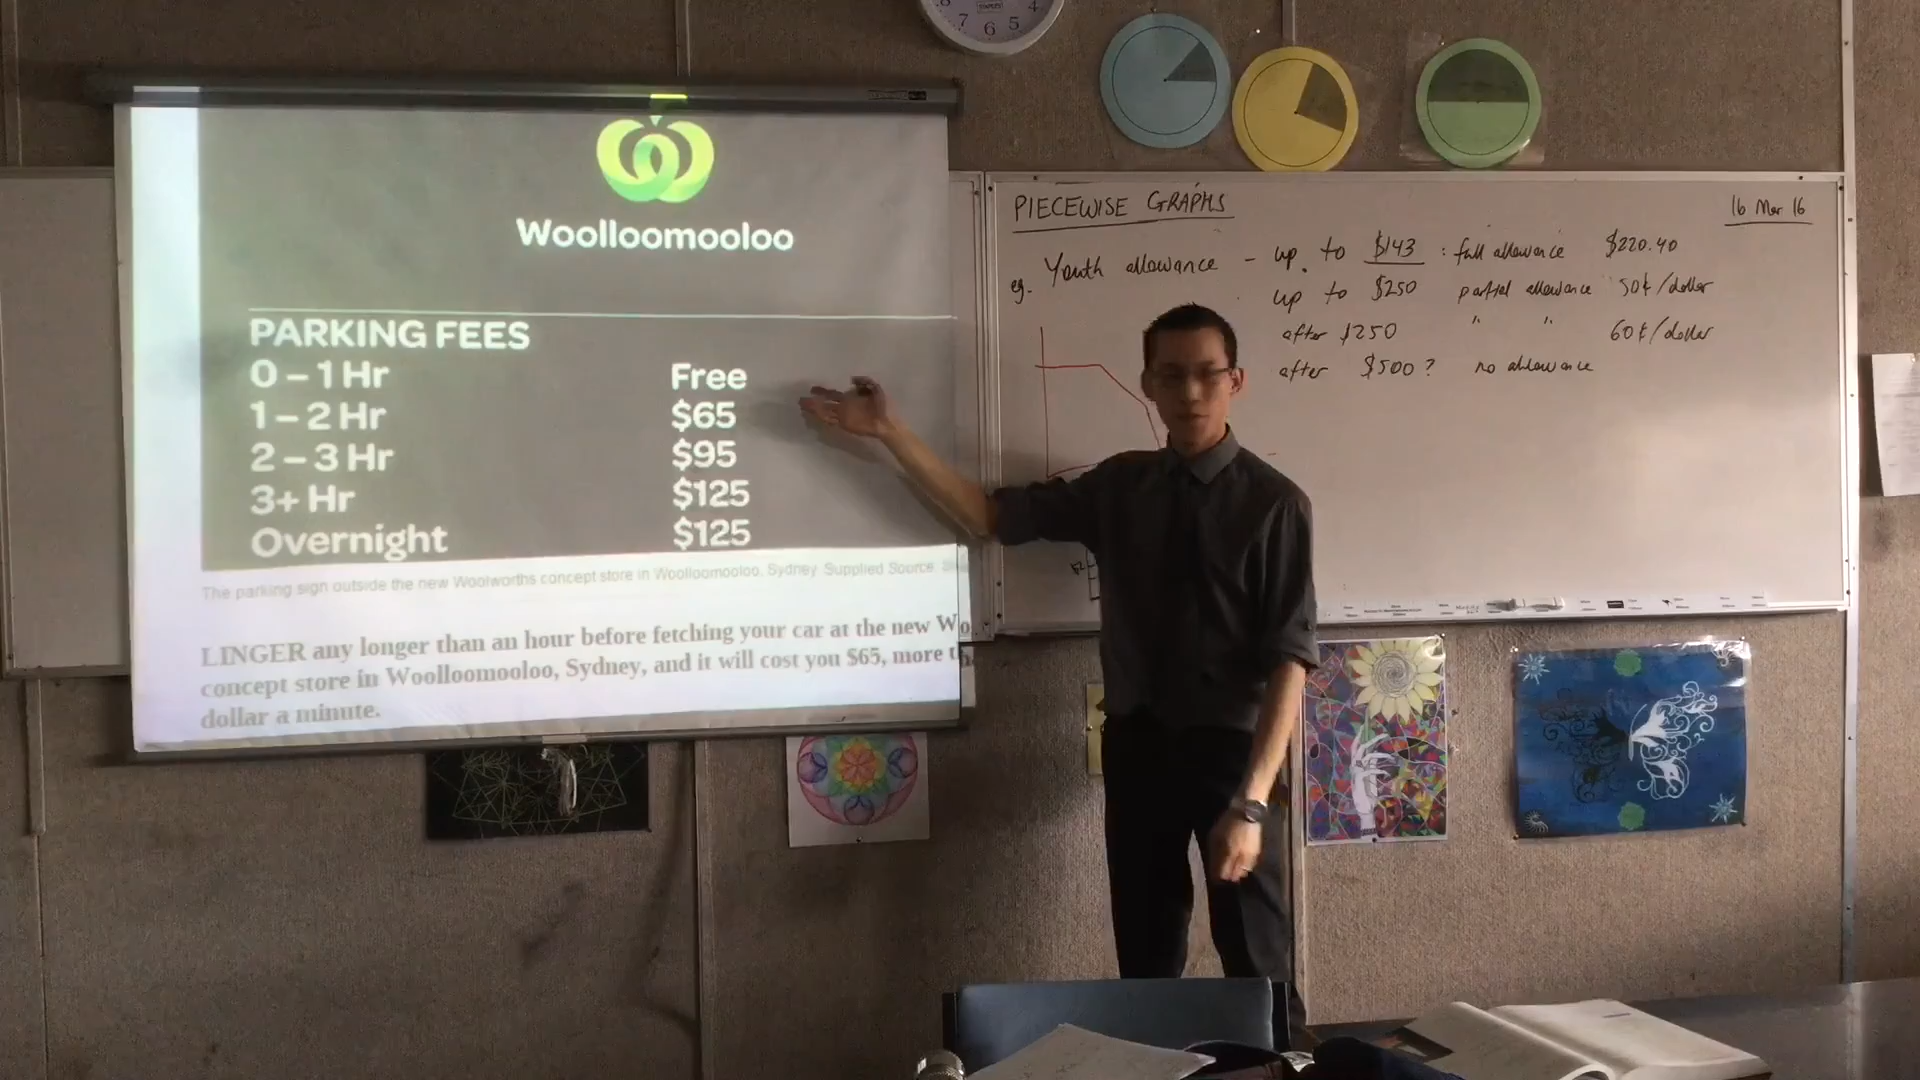 Woolloomooloo
PARKING FEES
0 – 1 Hr Free
1 – 2 Hr $65
2 – 3 Hr $95
3+ Hr $125
Overnight $125
The parking sign outside the new Woolworths concept store in Woolloomooloo, Sydney. Supplied Source:
LINGER any longer than an hour before fetching your car at the new Wo
concept store in Woolloomooloo, Sydney, and it will cost you $65, more th
dollar a minute.
PIECEWISE GRAPHS
16 Mar 16
eg. Youth allowance – up to $143 : full allowance $220.40
up to $250 partial allowance 50¢/dollar
after $250 " " 60¢/dollar
after $500? no allowance
7 6 5 4